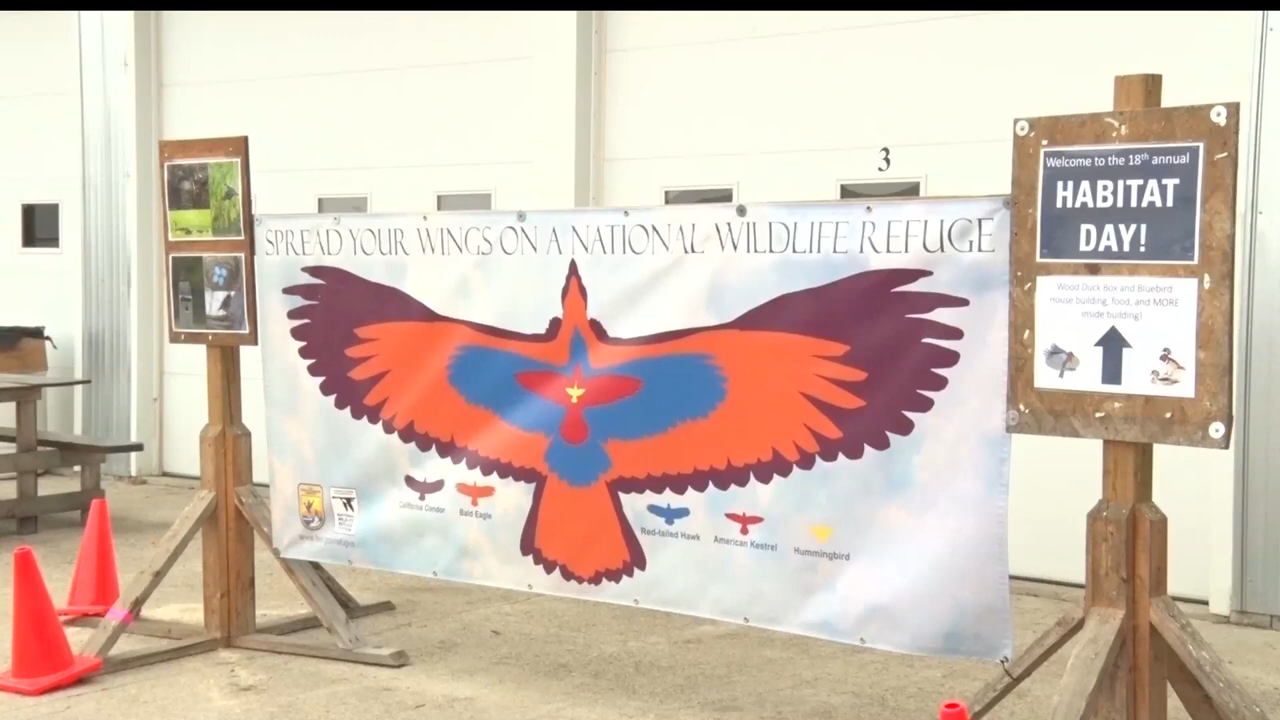 3
SPREAD YOUR WINGS ON A NATIONAL WILDLIFE REFUGE
California Condor
Bald Eagle
Red-tailed Hawk
American Kestrel
Hummingbird
Welcome to the 18th annual
HABITAT
DAY!
Wood Duck Box and Bluebird
House building, food, and MORE
inside building!